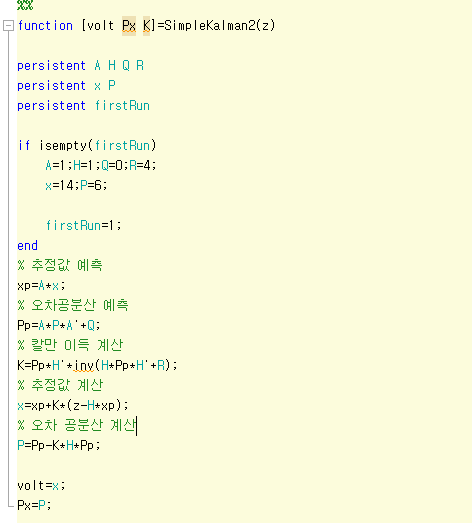 %%
function [volt Px K]=SimpleKalman2(z)
persistent A H Q R
persistent x P
persistent firstRun
if isempty(firstRun)
A=1;H=1;Q=0;R=4;
x=14;P=6;
firstRun=1;
end
% 추정값 예측
xp=A*x;
% 오차공분산 예측
Pp=A*P*A'+Q;
% 칼만 이득 계산
K=Pp*H'*inv(H*Pp*H'+R);
% 추정값 계산
x=xp+K*(z-H*xp);
% 오차 공분산 계산
P=Pp-K*H*Pp;
volt=x;
Px=P;